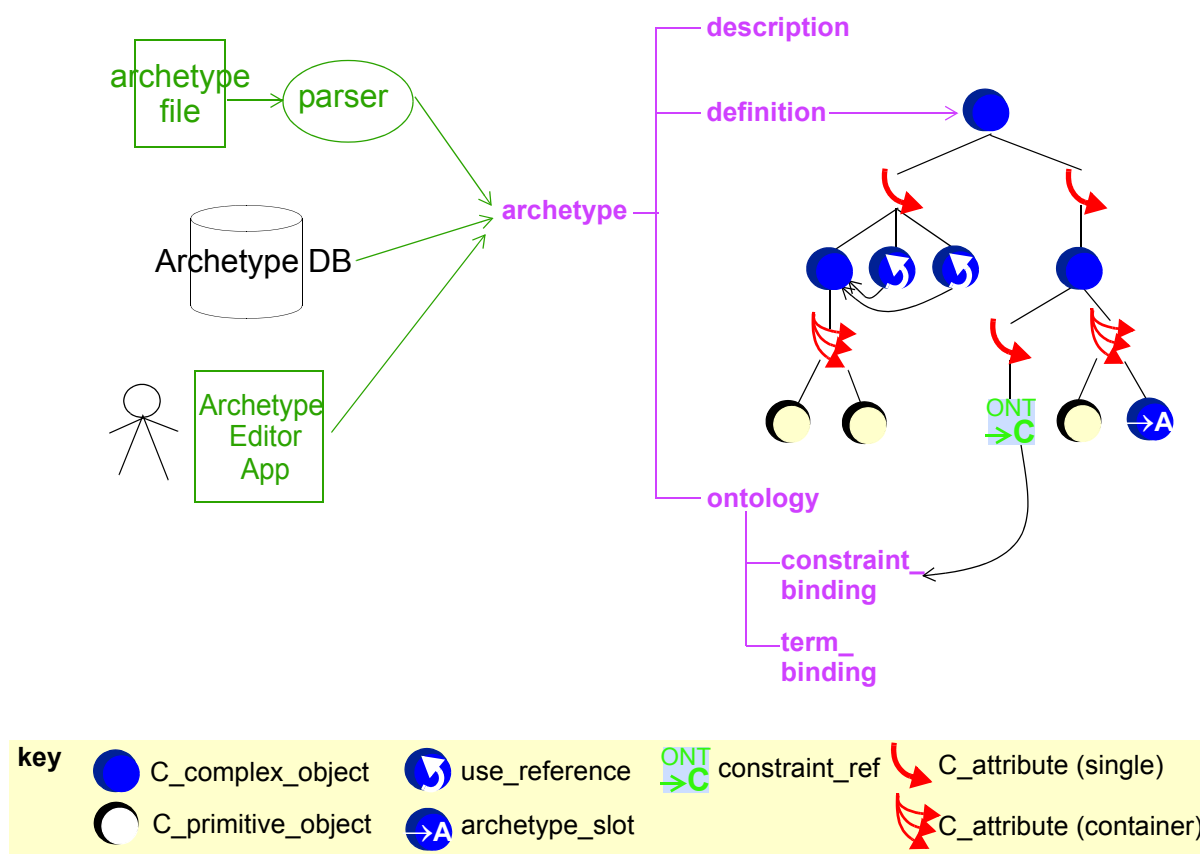 description
archetype
file
parser
definition
archetype
Archetype DB
Archetype
Editor
App
ONT
→C
→A
ontology
constraint_
binding
term_
binding
key
C_complex_object
use_reference
ONT
→C
constraint_ref
C_attribute (single)
C_primitive_object
→A
archetype_slot
C_attribute (container)